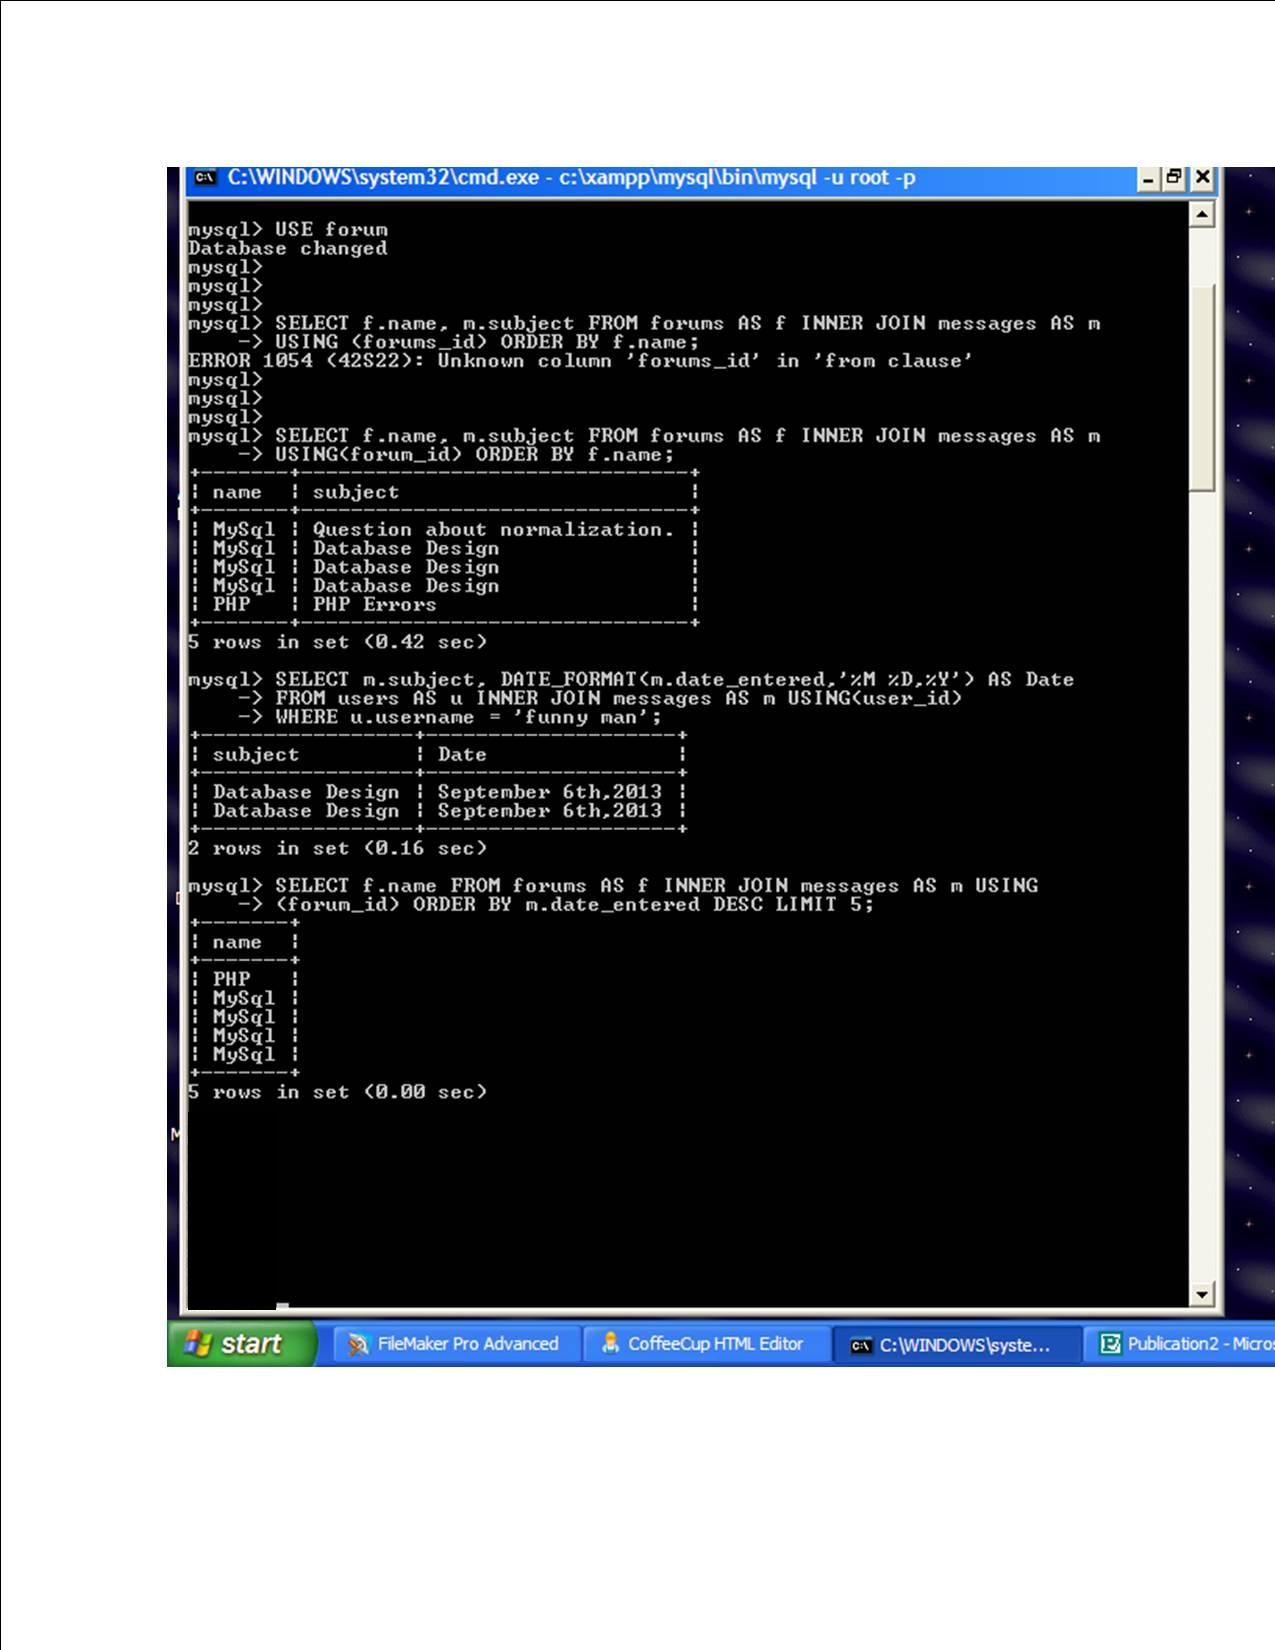 C:\WINDOWS\system32\cmd.exe - c:\xampp\mysql\bin\mysql -u root -p
mysql> USE forum
Database changed
mysql>
mysql>
mysql>
mysql> SELECT f.name, m.subject FROM forums AS f INNER JOIN messages AS m
-> USING (forums_id) ORDER BY f.name;
ERROR 1054 (42S22): Unknown column 'forums_id' in 'from clause'
mysql>
mysql>
mysql>
mysql> SELECT f.name, m.subject FROM forums AS f INNER JOIN messages AS m
-> USING(forum_id) ORDER BY f.name;
+-------+-------------------------------+
| name | subject |
+-------+-------------------------------+
| MySql | Question about normalization. |
| MySql | Database Design |
| MySql | Database Design |
| MySql | Database Design |
| PHP | PHP Errors |
+-------+-------------------------------+
5 rows in set (0.42 sec)
mysql> SELECT m.subject, DATE_FORMAT(m.date_entered,'%M %D,%Y') AS Date
-> FROM users AS u INNER JOIN messages AS m USING(user_id)
-> WHERE u.username = 'funny man';
+-----------------+--------------------+
| subject | Date |
+-----------------+--------------------+
| Database Design | September 6th,2013 |
| Database Design | September 6th,2013 |
+-----------------+--------------------+
2 rows in set (0.16 sec)
mysql> SELECT f.name FROM forums AS f INNER JOIN messages AS m USING
-> (forum_id) ORDER BY m.date_entered DESC LIMIT 5;
+-------+
| name |
+-------+
| PHP |
| MySql |
| MySql |
| MySql |
| MySql |
+-------+
5 rows in set (0.00 sec)
start FileMaker Pro Advanced CoffeeCup HTML Editor C:\WINDOWS\syste... Publication2 - Micros